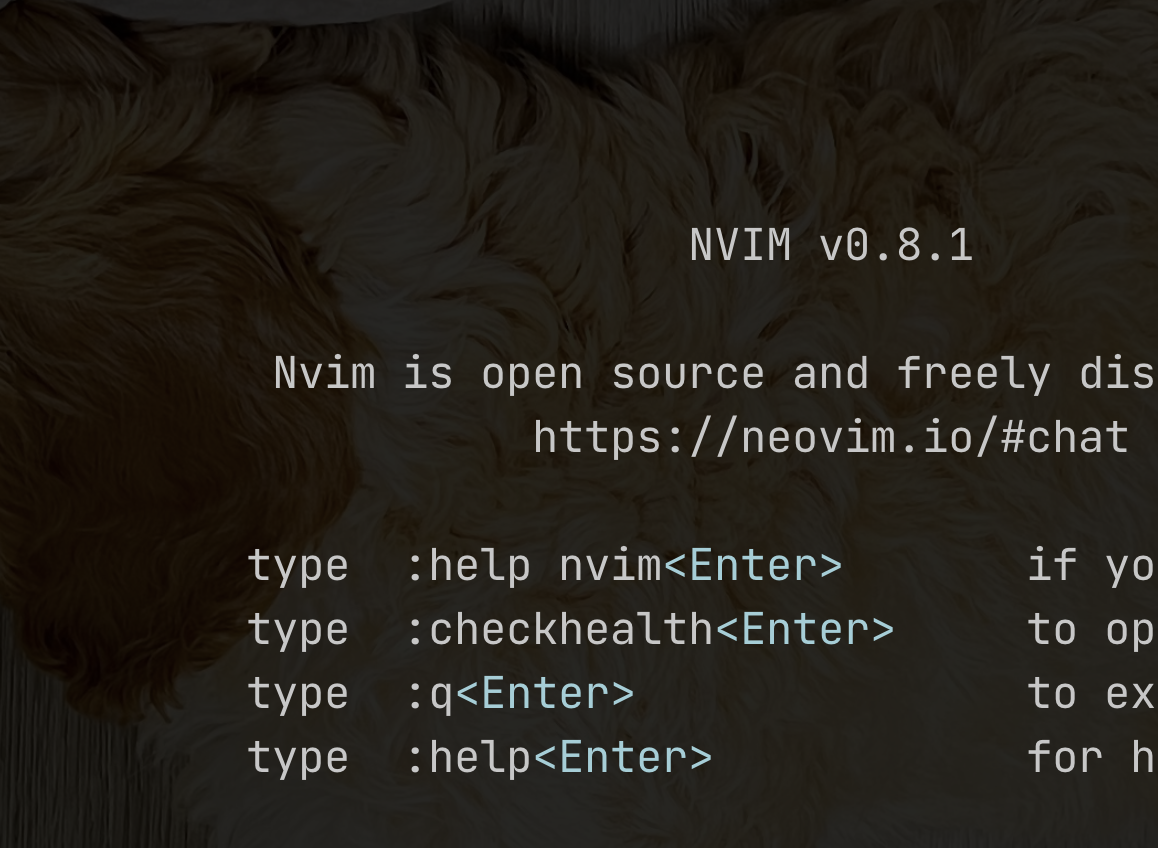 NVIM v0.8.1
Nvim is open source and freely dis
https://neovim.io/#chat
type  :help nvim<Enter>       if yo
type  :checkhealth<Enter>     to op
type  :q<Enter>               to ex
type  :help<Enter>            for h